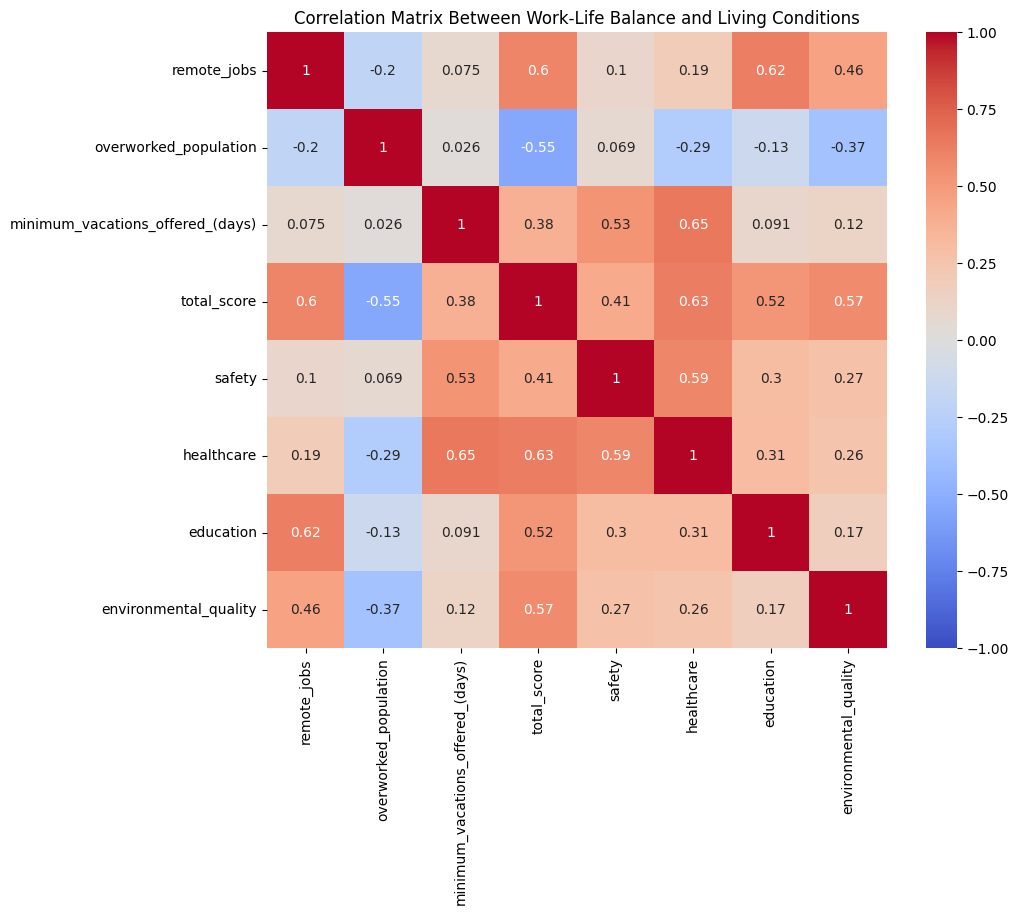 Correlation Matrix Between Work-Life Balance and Living Conditions
remote_jobs 1 -0.2 0.075 0.6 0.1 0.19 0.62 0.46
overworked_population -0.2 1 0.026 -0.55 0.069 -0.29 -0.13 -0.37
minimum_vacations_offered_(days) 0.075 0.026 1 0.38 0.53 0.65 0.091 0.12
total_score 0.6 -0.55 0.38 1 0.41 0.63 0.52 0.57
safety 0.1 0.069 0.53 0.41 1 0.59 0.3 0.27
healthcare 0.19 -0.29 0.65 0.63 0.59 1 0.31 0.26
education 0.62 -0.13 0.091 0.52 0.3 0.31 1 0.17
environmental_quality 0.46 -0.37 0.12 0.57 0.27 0.26 0.17 1
remote_jobs
overworked_population
minimum_vacations_offered_(days)
total_score
safety
healthcare
education
environmental_quality
1.00
0.75
0.50
0.25
0.00
−0.25
−0.50
−0.75
−1.00